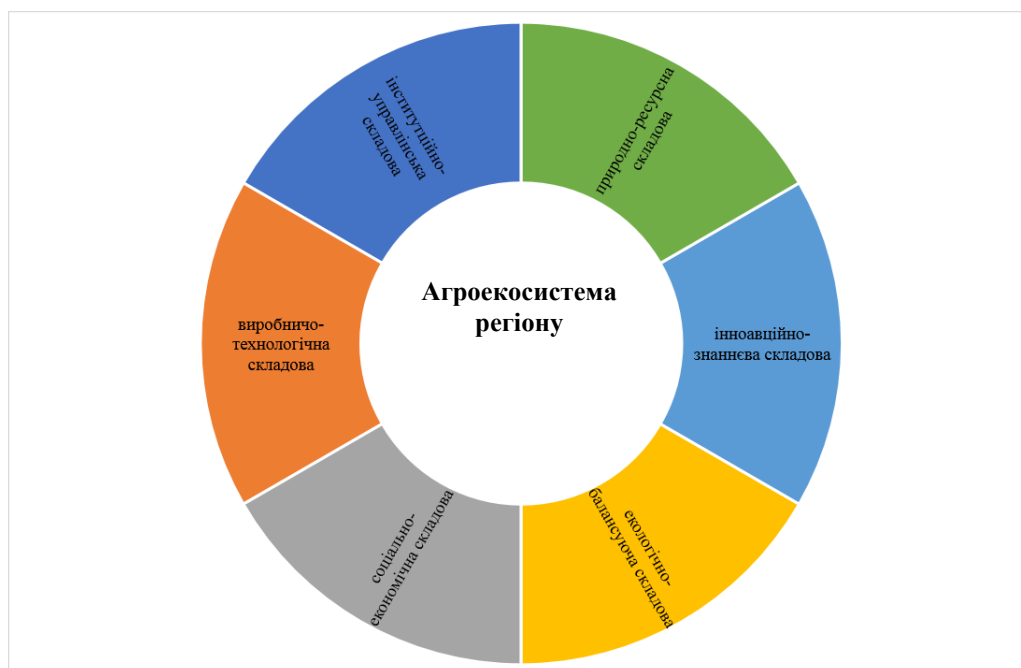 Агроекосистема
регіону
природно-ресурсна
складова
інноавційно-
знаннєва складова
екологічно-
балансуюча складова
соціально-
економічна складова
виробничо-
технологічна
складова
інституційно-
управлінська
складова